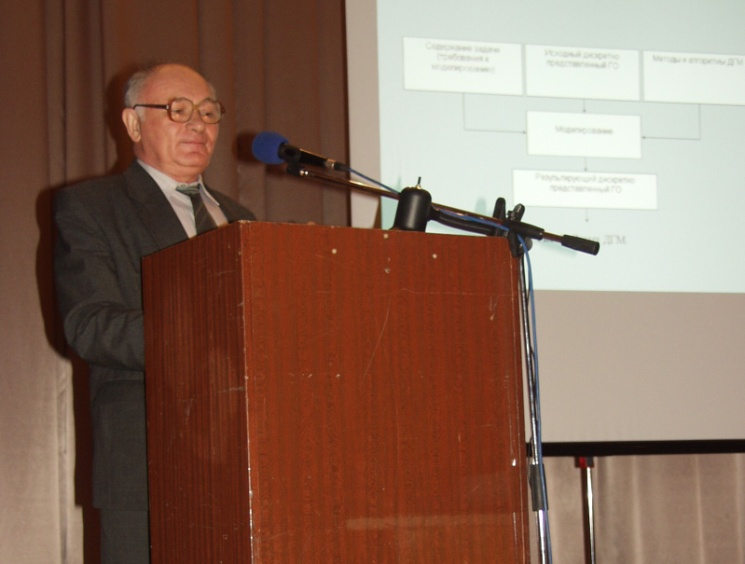 Содержание задачи
(требования к
моделированию)
Исходный дискретно
представленный ГО
Методы и алгоритмы ДГМ
Моделирование
Результирующий дискретно
представленный ГО
ДГМ.